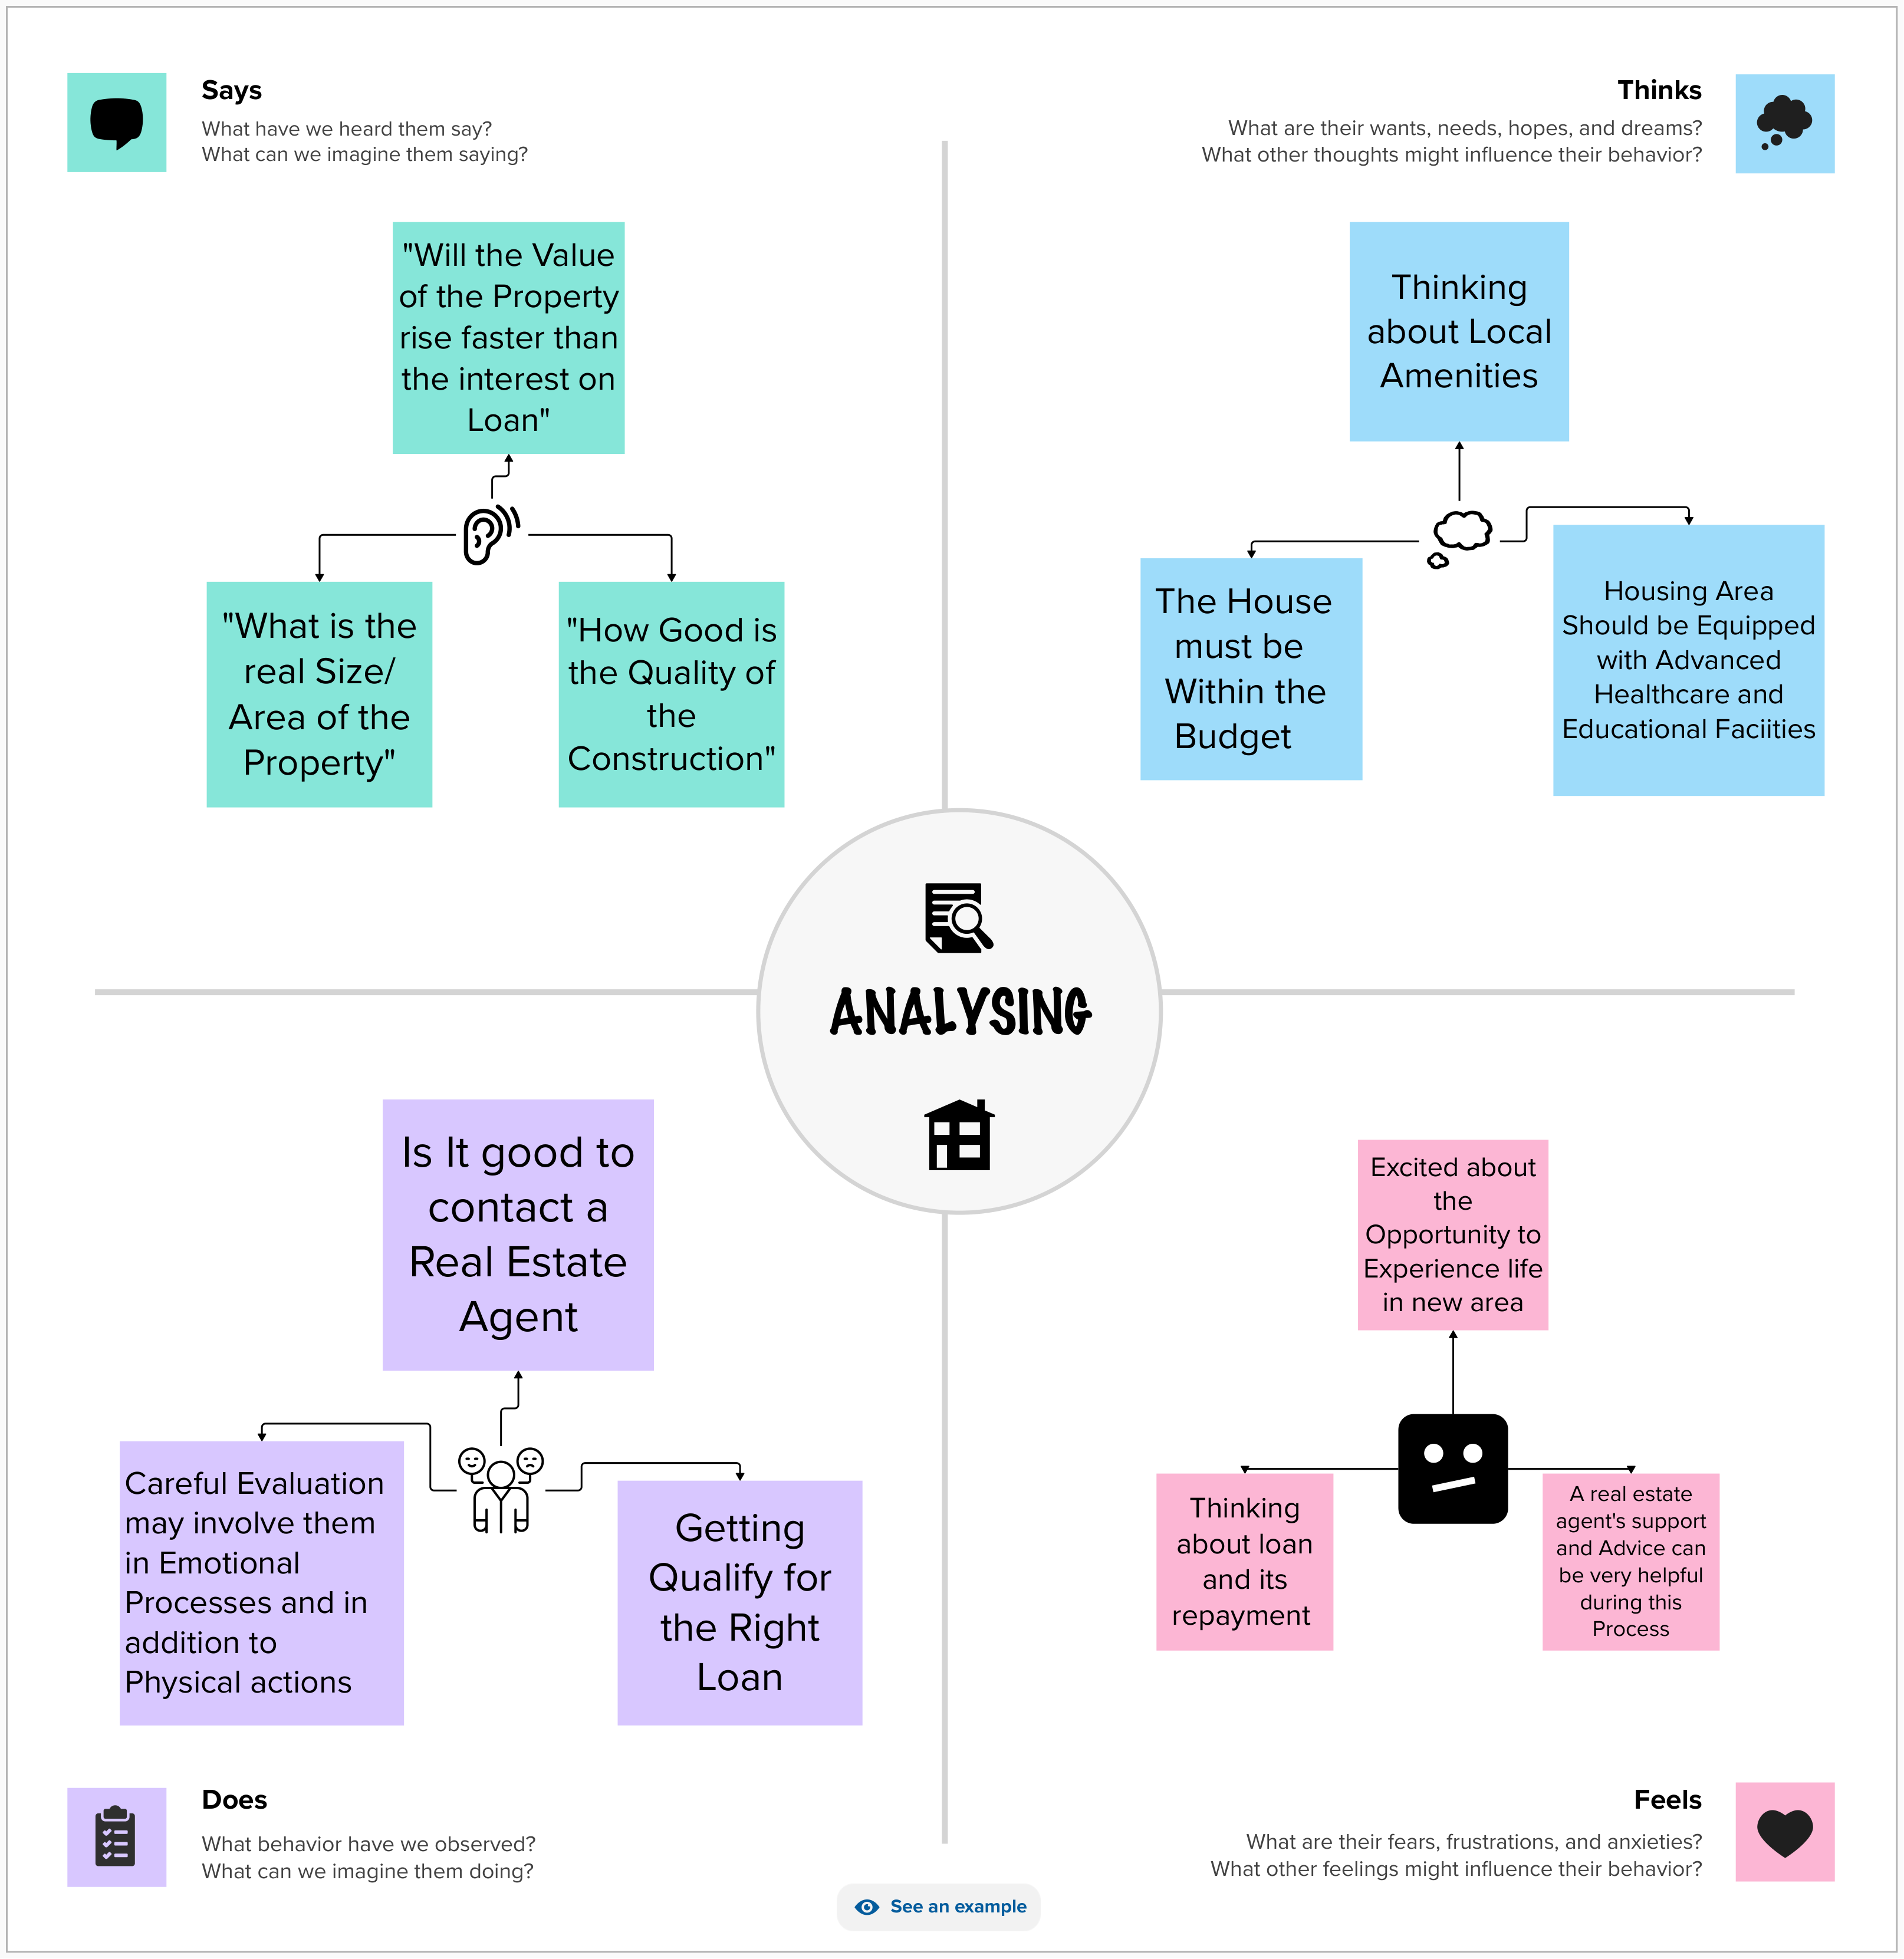 Says
What have we heard them say?
What can we imagine them saying?
"Will the Value
of the Property
rise faster than
the interest on
Loan"
"What is the
real Size/
Area of the
Property"
"How Good is
the Quality of
the
Construction"
Thinks
What are their wants, needs, hopes, and dreams?
What other thoughts might influence their behavior?
Thinking
about Local
Amenities
The House
must be
Within the
Budget
Housing Area
Should be Equipped
with Advanced
Healthcare and
Educational Faciities
ANALYSING
Is It good to
contact a
Real Estate
Agent
Careful Evaluation
may involve them
in Emotional
Processes and in
addition to
Physical actions
Getting
Qualify for
the Right
Loan
Does
What behavior have we observed?
What can we imagine them doing?
Excited about
the
Opportunity to
Experience life
in new area
Thinking
about loan
and its
repayment
A real estate
agent's support
and Advice can
be very helpful
during this
Process
Feels
What are their fears, frustrations, and anxieties?
What other feelings might influence their behavior?
See an example